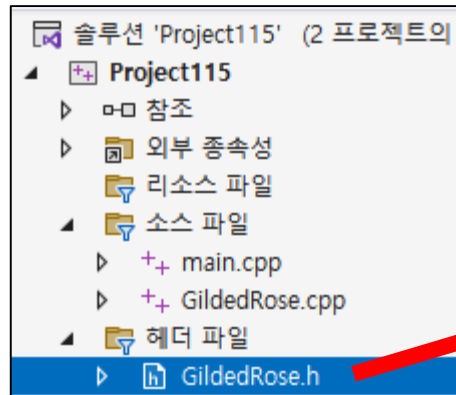 솔루션 'Project115' (2 프로젝트의
Project115
참조
외부 종속성
리소스 파일
소스 파일
main.cpp
GildedRose.cpp
헤더 파일
GildedRose.h